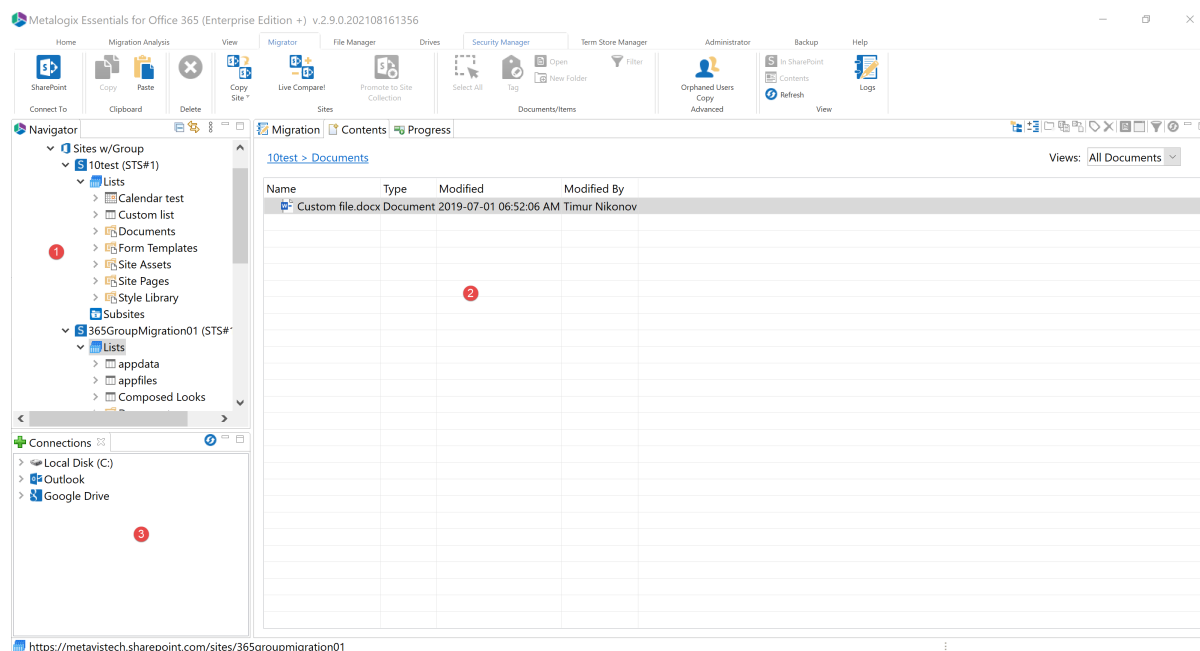 Metalogix Essentials for Office 365 (Enterprise Edition +) v.2.9.0.202108161356
Home Migration Analysis View Migrator File Manager Drives Security Manager Term Store Manager Administrator Backup Help
SharePoint
Connect To
Copy Paste
Clipboard
Delete
Copy Site
Live Compare!
Promote to Site Collection
Sites
Select All
Tag
Open
New Folder
Filter
Documents/Items
Orphaned Users Copy
Advanced
In SharePoint
Contents
Refresh
Logs
View
Navigator
Sites w/Group
10test (STS#1)
Lists
Calendar test
Custom list
Documents
Form Templates
Site Assets
Site Pages
Style Library
Subsites
365GroupMigration01 (STS#1
Lists
appdata
appfiles
Composed Looks
1
Connections
Local Disk (C:)
Outlook
Google Drive
3
Migration Contents Progress
10test > Documents
Views: All Documents
Name Type Modified Modified By
Custom file.docx Document 2019-07-01 06:52:06 AM Timur Nikonov
2
https://metavistech.sharepoint.com/sites/365groupmigration01